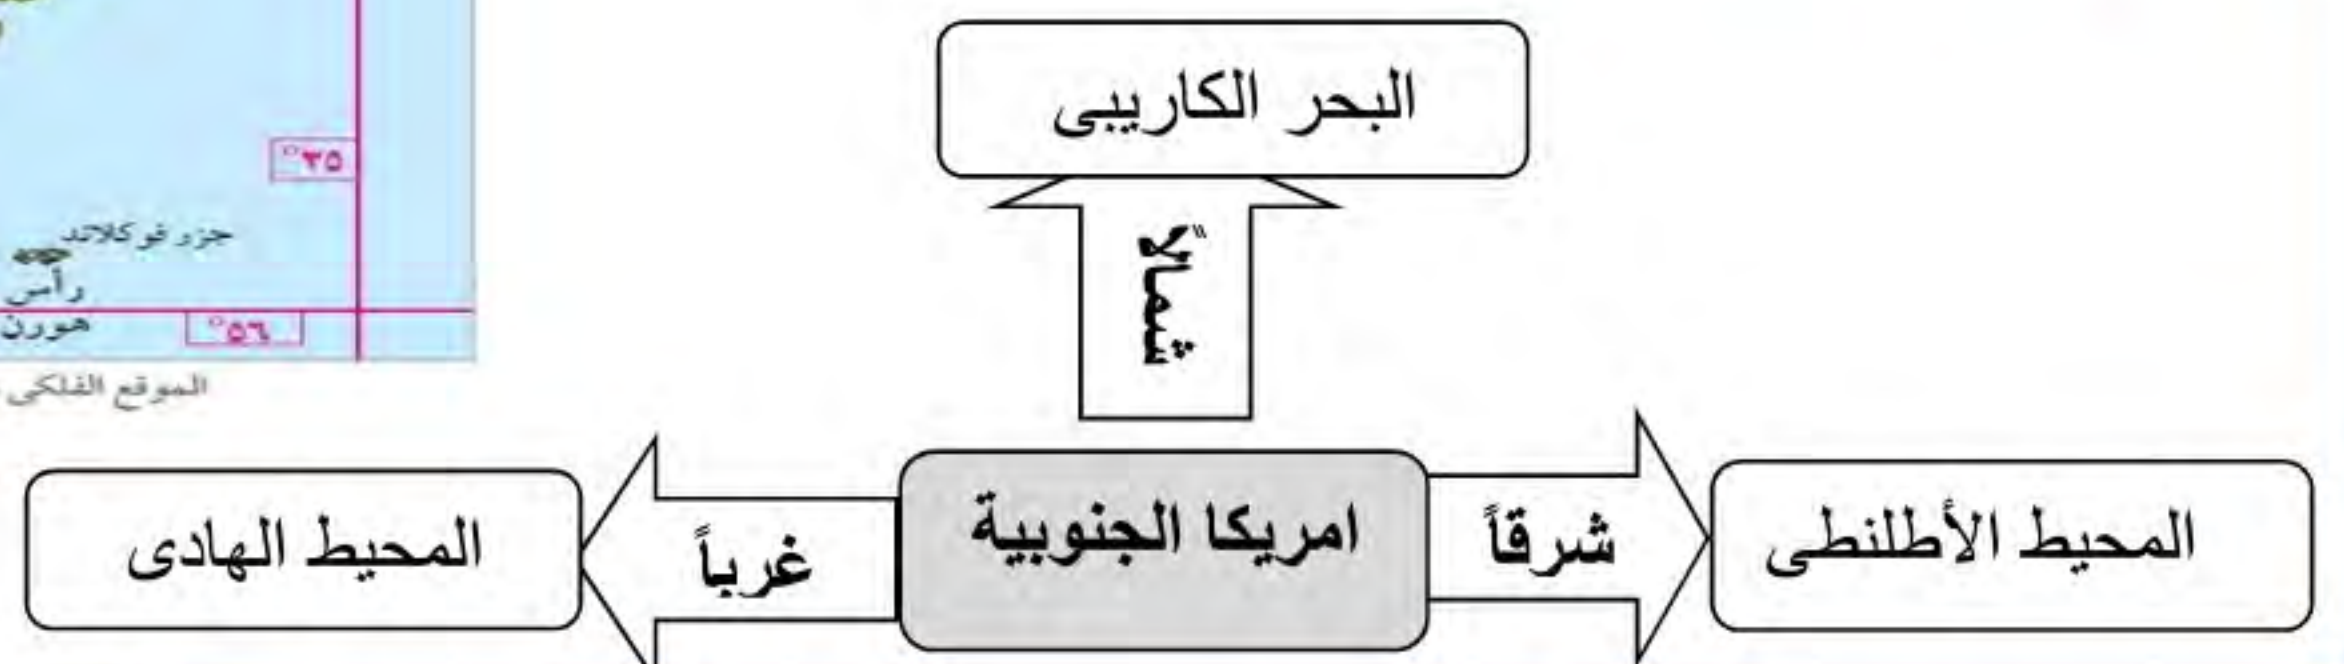 البحر الكاريبى
شمالاً
°٣٥
جزر فوكلاند
رأس
هورن
°٥٦
الموقع الفلكى
المحيط الأطلنطى
شرقاً
امريكا الجنوبية
غرباً
المحيط الهادى